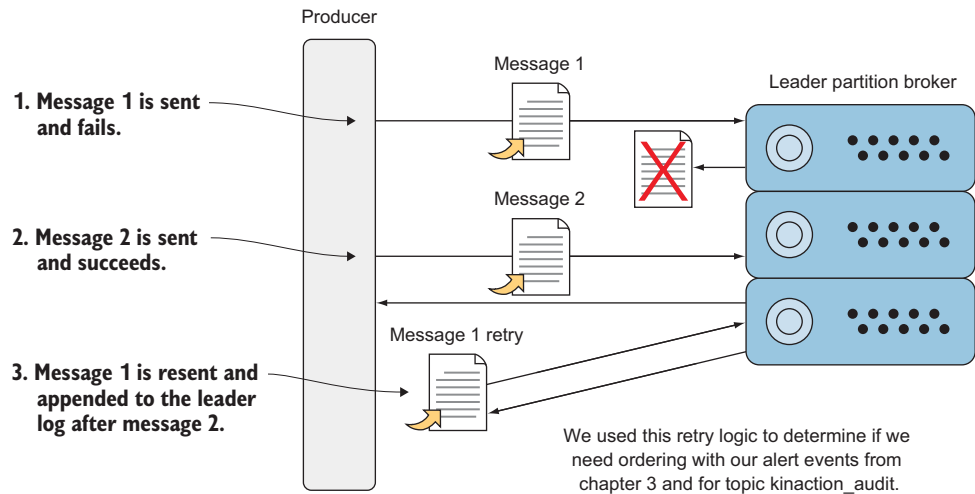 Producer
Message 1
Leader partition broker
1. Message 1 is sent
and fails.
Message 2
2. Message 2 is sent
and succeeds.
Message 1 retry
3. Message 1 is resent and
appended to the leader
log after message 2.
We used this retry logic to determine if we
need ordering with our alert events from
chapter 3 and for topic kinaction_audit.